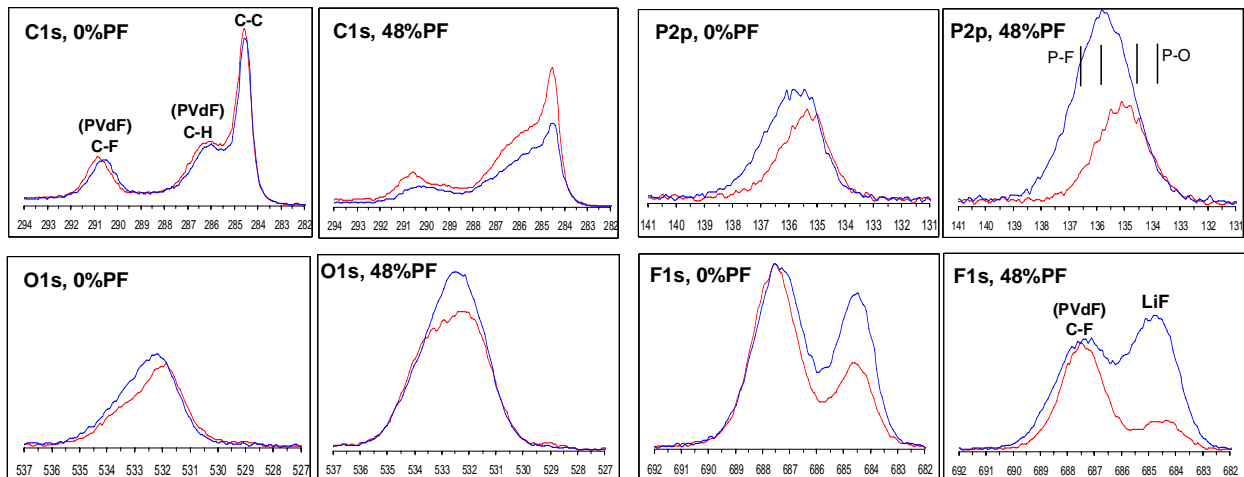 C1s, 0%PF
C-C
(PVdF)
C-F
(PVdF)
C-H
294 293 292 291 290 289 288 287 286 285 284 283 282
C1s, 48%PF
294 293 292 291 290 289 288 287 286 285 284 283 282
P2p, 0%PF
141 140 139 138 137 136 135 134 133 132 131
P2p, 48%PF
P-F
P-O
141 140 139 138 137 136 135 134 133 132 131
O1s, 0%PF
537 536 535 534 533 532 531 530 529 528 527
O1s, 48%PF
537 536 535 534 533 532 531 530 529 528 527
F1s, 0%PF
692 691 690 689 688 687 686 685 684 683 682
F1s, 48%PF
(PVdF)
C-F
LiF
692 691 690 689 688 687 686 685 684 683 682